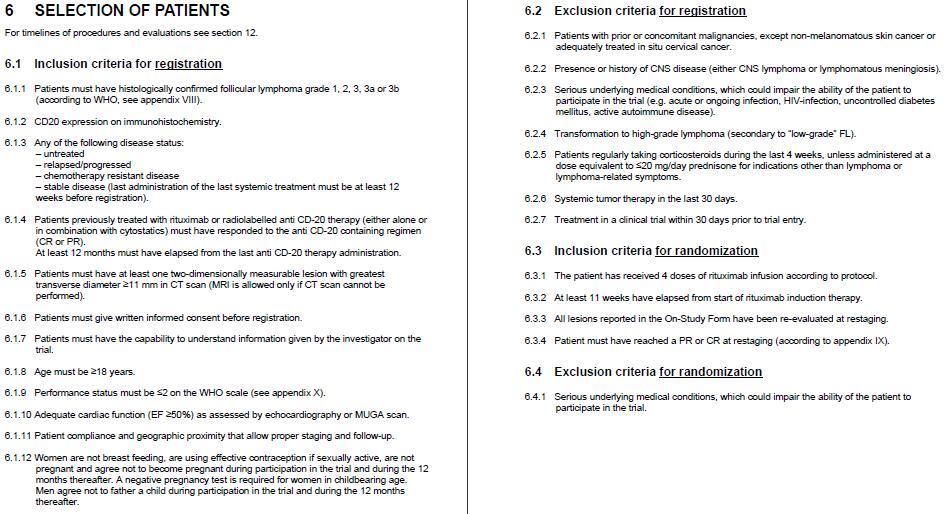 6 SELECTION OF PATIENTS
For timelines of procedures and evaluations see section 12.
6.1 Inclusion criteria for registration
6.1.1 Patients must have histologically confirmed follicular lymphoma grade 1, 2, 3, 3a or 3b
(according to WHO, see appendix VIII).
6.1.2 CD20 expression on immunohistochemistry.
6.1.3 Any of the following disease status:
– untreated
– relapsed/progressed
– chemotherapy resistant disease
– stable disease (last administration of the last systemic treatment must be at least 12
weeks before registration).
6.1.4 Patients previously treated with rituximab or radiolabelled anti CD-20 therapy (either alone or
in combination with cytostatics) must have responded to the anti CD-20 containing regimen
(CR or PR).
At least 12 months must have elapsed from the last anti CD-20 therapy administration.
6.1.5 Patients must have at least one two-dimensionally measurable lesion with greatest
transverse diameter ≥11 mm in CT scan (MRI is allowed only if CT scan cannot be
performed).
6.1.6 Patients must give written informed consent before registration.
6.1.7 Patients must have the capability to understand information given by the investigator on the
trial.
6.1.8 Age must be ≥18 years.
6.1.9 Performance status must be ≤2 on the WHO scale (see appendix X).
6.1.10 Adequate cardiac function (EF ≥50%) as assessed by echocardiography or MUGA scan.
6.1.11 Patient compliance and geographic proximity that allow proper staging and follow-up.
6.1.12 Women are not breast feeding, are using effective contraception if sexually active, are not
pregnant and agree not to become pregnant during participation in the trial and during the 12
months thereafter. A negative pregnancy test is required for women in childbearing age.
Men agree not to father a child during participation in the trial and during the 12 months
thereafter.
6.2 Exclusion criteria for registration
6.2.1 Patients with prior or concomitant malignancies, except non-melanomatous skin cancer or
adequately treated in situ cervical cancer.
6.2.2 Presence or history of CNS disease (either CNS lymphoma or lymphomatous meningiosis).
6.2.3 Serious underlying medical conditions, which could impair the ability of the patient to
participate in the trial (e.g. acute or ongoing infection, HIV-infection, uncontrolled diabetes
mellitus, active autoimmune disease).
6.2.4 Transformation to high-grade lymphoma (secondary to "low-grade" FL).
6.2.5 Patients regularly taking corticosteroids during the last 4 weeks, unless administered at a
dose equivalent to ≤20 mg/day prednisone for indications other than lymphoma or
lymphoma-related symptoms.
6.2.6 Systemic tumor therapy in the last 30 days.
6.2.7 Treatment in a clinical trial within 30 days prior to trial entry.
6.3 Inclusion criteria for randomization
6.3.1 The patient has received 4 doses of rituximab infusion according to protocol.
6.3.2 At least 11 weeks have elapsed from start of rituximab induction therapy.
6.3.3 All lesions reported in the On-Study Form have been re-evaluated at restaging.
6.3.4 Patient must have reached a PR or CR at restaging (according to appendix IX).
6.4 Exclusion criteria for randomization
6.4.1 Serious underlying medical conditions, which could impair the ability of the patient to
participate in the trial.